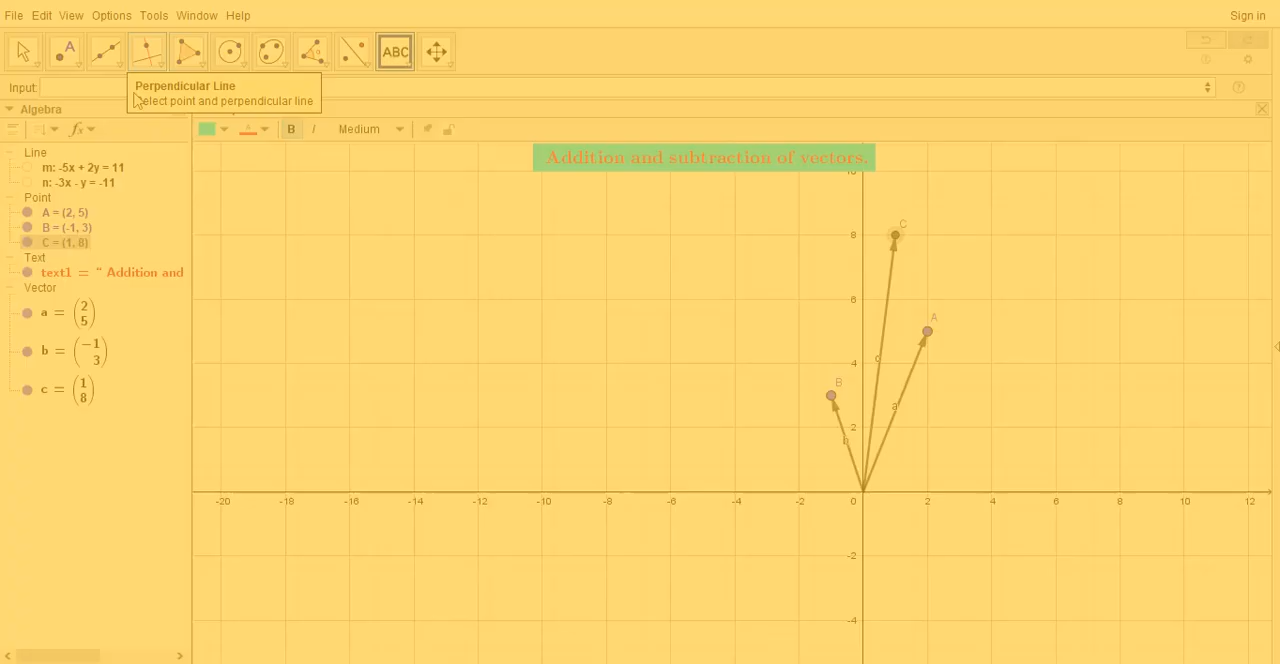 File Edit View Options Tools Window Help Sign in
A ABC
Input:
Perpendicular Line
Select point and perpendicular line
Algebra
B I Medium
Line
m: -5x + 2y = 11
n: -3x - y = -11
Point
A = (2, 5)
B = (-1, 3)
C = (1, 8)
Text
text1 = " Addition and
Vector
a = (2 5)
b = (-1 3)
c = (1 8)
Addition and subtraction of vectors.
10
C
8
6
A
4
c
B
a
2
b
-20 -18 -16 -14 -12 -10 -8 -6 -4 -2 0 2 4 6 8 10 12
-2
-4